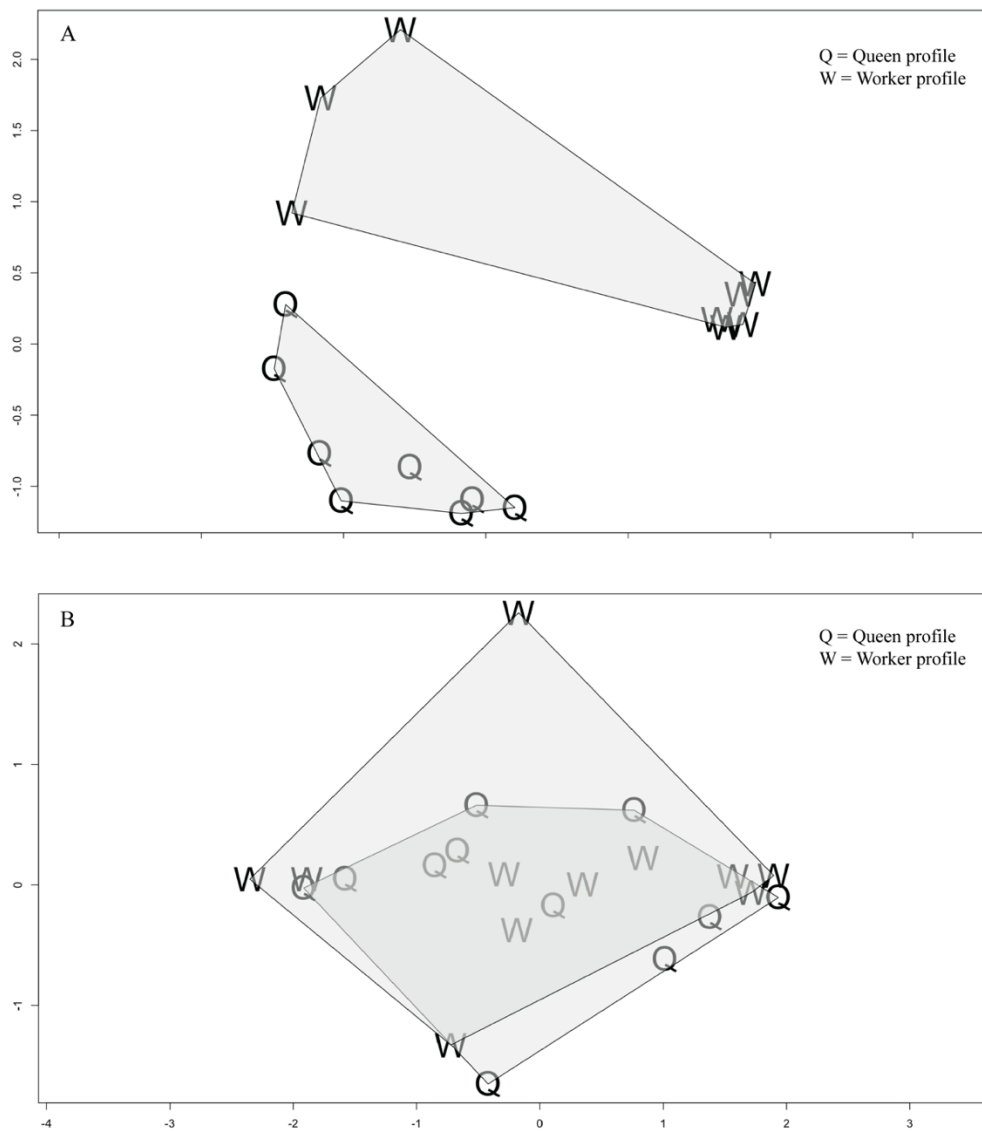 A
W
Q = Queen profile
W = Worker profile
2.0
W
1.5
1.0
W
0.5
W
W
Q
W W W
0.0
Q
-0.5
Q
Q
-1.0
Q Q Q
Q
B
W
Q = Queen profile
W = Worker profile
2
1
Q Q
Q Q W
W W Q W W W W
0
Q W Q
Q
W Q
Q
-1
W
Q
-4 -3 -2 -1 0 1 2 3